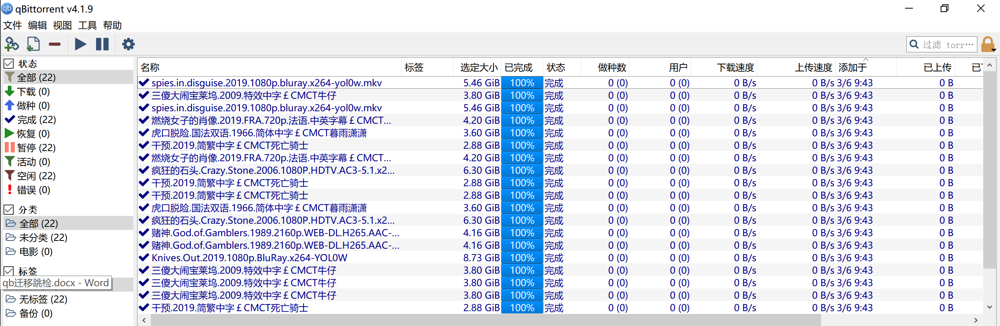 qBittorrent v4.1.9
文件 编辑 视图 工具 帮助
过滤 torr…
状态
全部 (22)
下载 (0)
做种 (0)
完成 (22)
恢复 (0)
暂停 (22)
活动 (0)
空闲 (22)
错误 (0)
分类
全部 (22)
未分类 (22)
电影 (0)
标签
qb迁移跳检.docx - Word
无标签 (22)
备份 (0)
名称 标签 选定大小 已完成 状态 做种数 用户 下载速度 上传速度 添加于 已上传
spies.in.disguise.2019.1080p.bluray.x264-yol0w.mkv 5.46 GiB 100% 完成 0 (0) 0 (0) 0 B/s 0 B/s 3/6 9:43 0 B
三傻大闹宝莱坞.2009.特效中字￡CMCT牛仔 3.80 GiB 100% 完成 0 (0) 0 (0) 0 B/s 0 B/s 3/6 9:43 0 B
spies.in.disguise.2019.1080p.bluray.x264-yol0w.mkv 5.46 GiB 100% 完成 0 (0) 0 (0) 0 B/s 0 B/s 3/6 9:43 0 B
燃烧女子的肖像.2019.FRA.720p.法语.中英字幕￡CMCT... 4.20 GiB 100% 完成 0 (0) 0 (0) 0 B/s 0 B/s 3/6 9:43 0 B
虎口脱险.国法双语.1966.简体中字￡CMCT暮雨潇潇 3.60 GiB 100% 完成 0 (0) 0 (0) 0 B/s 0 B/s 3/6 9:43 0 B
干预.2019.简繁中字￡CMCT死亡骑士 2.88 GiB 100% 完成 0 (0) 0 (0) 0 B/s 0 B/s 3/6 9:43 0 B
燃烧女子的肖像.2019.FRA.720p.法语.中英字幕￡CMCT... 4.20 GiB 100% 完成 0 (0) 0 (0) 0 B/s 0 B/s 3/6 9:43 0 B
疯狂的石头.Crazy.Stone.2006.1080P.HDTV.AC3-5.1.x2... 6.30 GiB 100% 完成 0 (0) 0 (0) 0 B/s 0 B/s 3/6 9:43 0 B
干预.2019.简繁中字￡CMCT死亡骑士 2.88 GiB 100% 完成 0 (0) 0 (0) 0 B/s 0 B/s 3/6 9:43 0 B
干预.2019.简繁中字￡CMCT死亡骑士 2.88 GiB 100% 完成 0 (0) 0 (0) 0 B/s 0 B/s 3/6 9:43 0 B
虎口脱险.国法双语.1966.简体中字￡CMCT暮雨潇潇 3.60 GiB 100% 完成 0 (0) 0 (0) 0 B/s 0 B/s 3/6 9:43 0 B
疯狂的石头.Crazy.Stone.2006.1080P.HDTV.AC3-5.1.x2... 6.30 GiB 100% 完成 0 (0) 0 (0) 0 B/s 0 B/s 3/6 9:43 0 B
赌神.God.of.Gamblers.1989.2160p.WEB-DL.H265.AAC-... 4.16 GiB 100% 完成 0 (0) 0 (0) 0 B/s 0 B/s 3/6 9:43 0 B
赌神.God.of.Gamblers.1989.2160p.WEB-DL.H265.AAC-... 4.16 GiB 100% 完成 0 (0) 0 (0) 0 B/s 0 B/s 3/6 9:43 0 B
Knives.Out.2019.1080p.BluRay.x264-YOL0W 8.73 GiB 100% 完成 0 (0) 0 (0) 0 B/s 0 B/s 3/6 9:43 0 B
三傻大闹宝莱坞.2009.特效中字￡CMCT牛仔 3.80 GiB 100% 完成 0 (0) 0 (0) 0 B/s 0 B/s 3/6 9:43 0 B
三傻大闹宝莱坞.2009.特效中字￡CMCT牛仔 3.80 GiB 100% 完成 0 (0) 0 (0) 0 B/s 0 B/s 3/6 9:43 0 B
三傻大闹宝莱坞.2009.特效中字￡CMCT牛仔 3.80 GiB 100% 完成 0 (0) 0 (0) 0 B/s 0 B/s 3/6 9:43 0 B
干预.2019.简繁中字￡CMCT死亡骑士 2.88 GiB 100% 完成 0 (0) 0 (0) 0 B/s 0 B/s 3/6 9:43 0 B